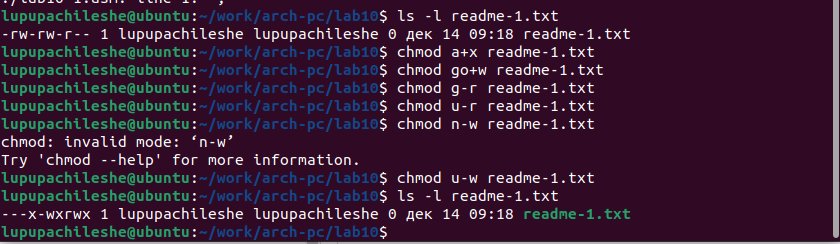 lupupachileshe@ubuntu:~/work/arch-pc/lab10$ ls -l readme-1.txt
-rw-rw-r-- 1 lupupachileshe lupupachileshe 0 дек 14 09:18 readme-1.txt
lupupachileshe@ubuntu:~/work/arch-pc/lab10$ chmod a+x readme-1.txt
lupupachileshe@ubuntu:~/work/arch-pc/lab10$ chmod go+w readme-1.txt
lupupachileshe@ubuntu:~/work/arch-pc/lab10$ chmod g-r readme-1.txt
lupupachileshe@ubuntu:~/work/arch-pc/lab10$ chmod u-r readme-1.txt
lupupachileshe@ubuntu:~/work/arch-pc/lab10$ chmod n-w readme-1.txt
chmod: invalid mode: ‘n-w’
Try 'chmod --help' for more information.
lupupachileshe@ubuntu:~/work/arch-pc/lab10$ chmod u-w readme-1.txt
lupupachileshe@ubuntu:~/work/arch-pc/lab10$ ls -l readme-1.txt
---x-wxrwx 1 lupupachileshe lupupachileshe 0 дек 14 09:18 readme-1.txt
lupupachileshe@ubuntu:~/work/arch-pc/lab10$